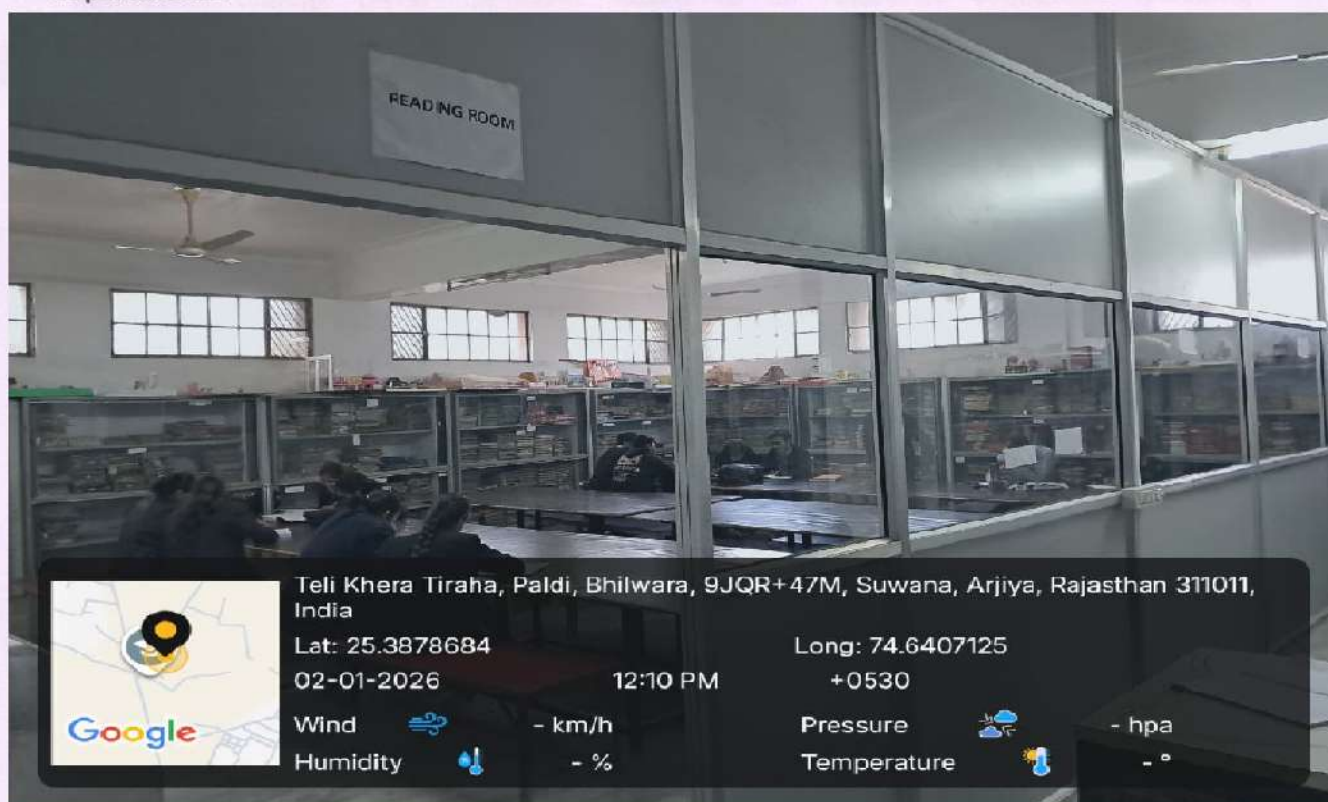 READING ROOM
Teli Khera Tiraha, Paldi, Bhilwara, 9JQR+47M, Suwana, Arjiya, Rajasthan 311011,
India
Lat: 25.3878684 Long: 74.6407125
02-01-2026 12:10 PM +0530
Wind - km/h Pressure - hpa
Humidity - % Temperature - °
Google